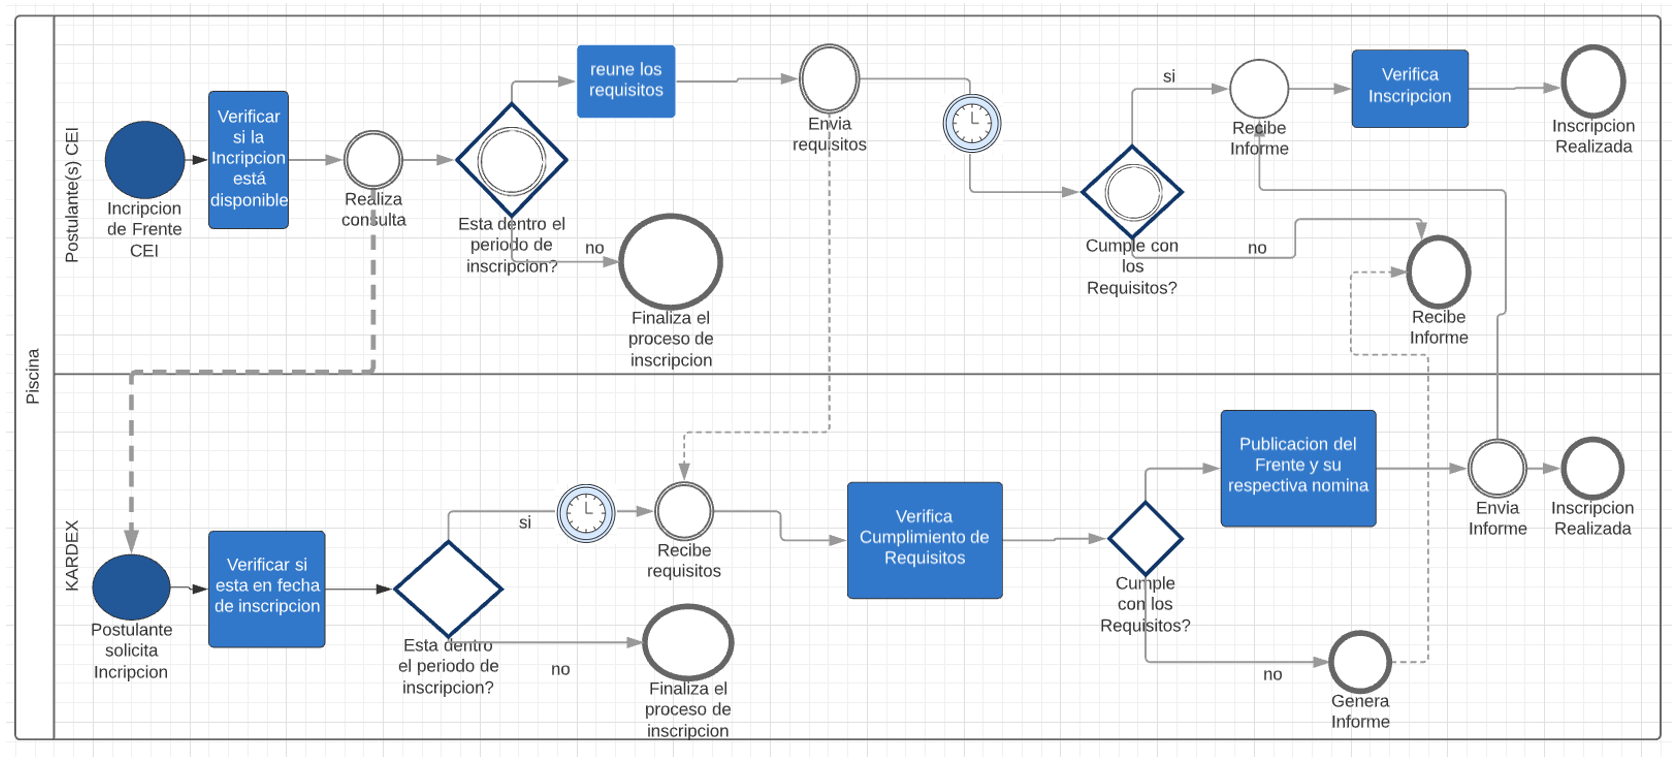 Piscina
Postulante(s) CEI
Incripcion
de Frente
CEI
Verificar
si la
Incripcion
está
disponible
Realiza
consulta
Esta dentro el
periodo de
inscripcion?
reune los
requisitos
no
Finaliza el
proceso de
inscripcion
Envia
requisitos
Cumple con
los
Requisitos?
si
no
Recibe
Informe
Verifica
Inscripcion
Inscripcion
Realizada
Recibe
Informe
KARDEX
Postulante
solicita
Incripcion
Verificar si
esta en fecha
de inscripcion
Esta dentro
el periodo de
inscripcion?
si
no
Recibe
requisitos
Finaliza el
proceso de
inscripcion
Verifica
Cumplimiento de
Requisitos
Cumple
con los
Requisitos?
no
Publicacion del
Frente y su
respectiva nomina
Envia
Informe
Inscripcion
Realizada
Genera
Informe